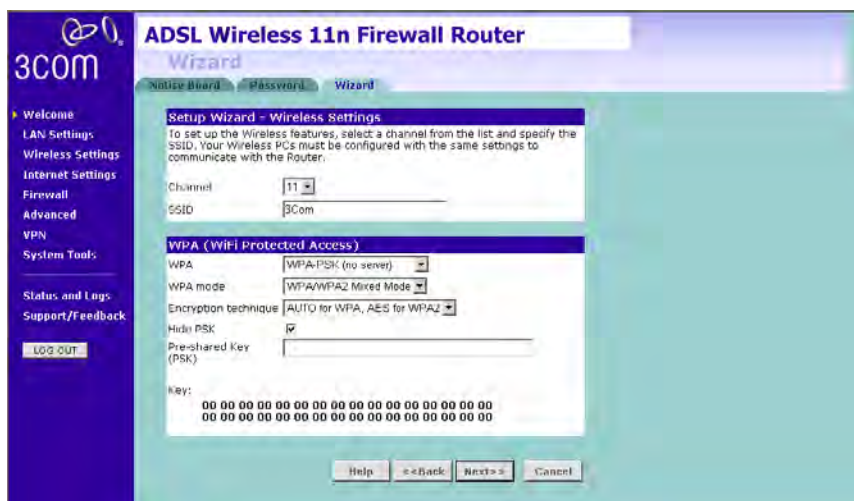 3COM
ADSL Wireless 11n Firewall Router
Wizard
Notice Board
Password
Wizard
Welcome
LAN Settings
Wireless Settings
Internet Settings
Firewall
Advanced
VPN
System Tools
Status and Logs
Support/Feedback
LOG OUT
Setup Wizard - Wireless Settings
To set up the Wireless features, select a channel from the list and specify the
SSID. Your Wireless PCs must be configured with the same settings to
communicate with the Router.
Channel 11
SSID 3Com
WPA (WiFi Protected Access)
WPA WPA-PSK (no server)
WPA mode WPA/WPA2 Mixed Mode
Encryption technique AUTO for WPA, AES for WPA2
Hide PSK
Pre-shared Key
(PSK)
Key:
00 00 00 00 00 00 00 00 00 00 00 00 00 00 00 00
00 00 00 00 00 00 00 00 00 00 00 00 00 00 00 00
Help <<Back Next>> Cancel